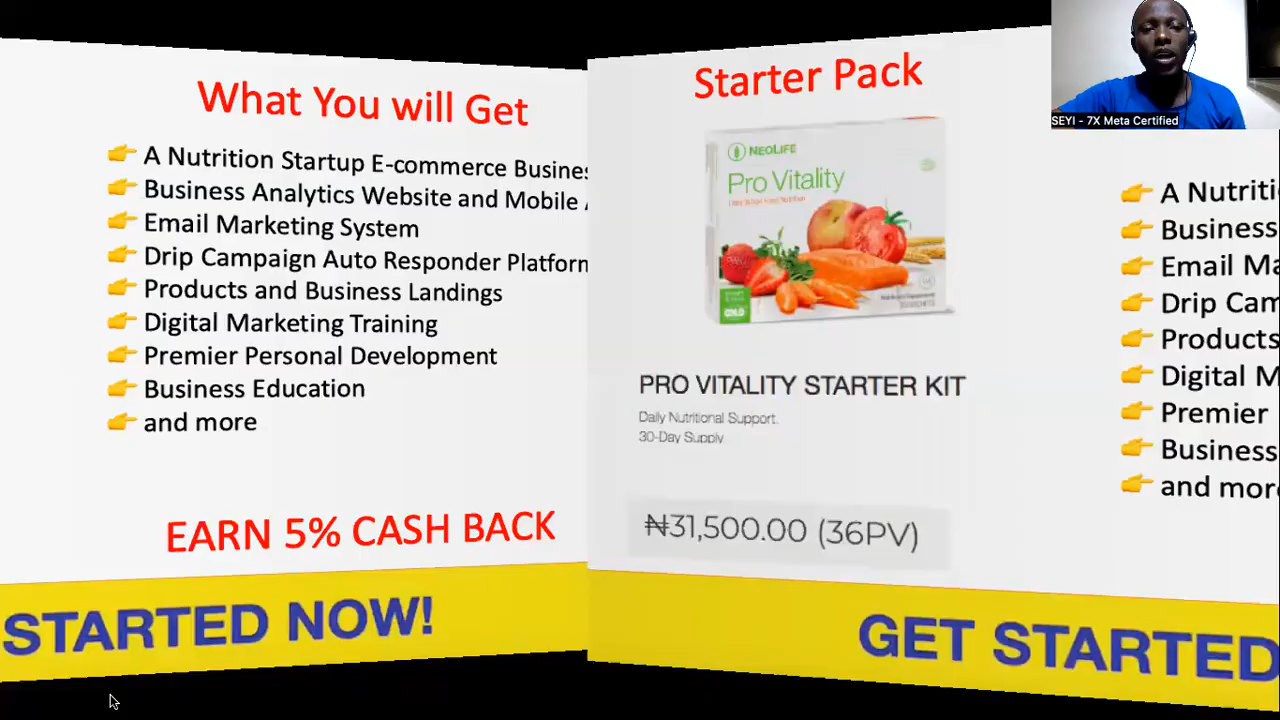 What You will Get
👉 A Nutrition Startup E-commerce Busines
👉 Business Analytics Website and Mobile
👉 Email Marketing System
👉 Drip Campaign Auto Responder Platform
👉 Products and Business Landings
👉 Digital Marketing Training
👉 Premier Personal Development
👉 Business Education
👉 and more
EARN 5% CASH BACK
STARTED NOW!
Starter Pack
NEOLIFE
Pro Vitality
PRO VITALITY STARTER KIT
Daily Nutritional Support.
30-Day Supply.
₦31,500.00 (36PV)
GET STARTED
👉 A Nutriti
👉 Business
👉 Email Ma
👉 Drip Cam
👉 Products
👉 Digital M
👉 Premier
👉 Business
👉 and more
SEYI - 7X Meta Certified